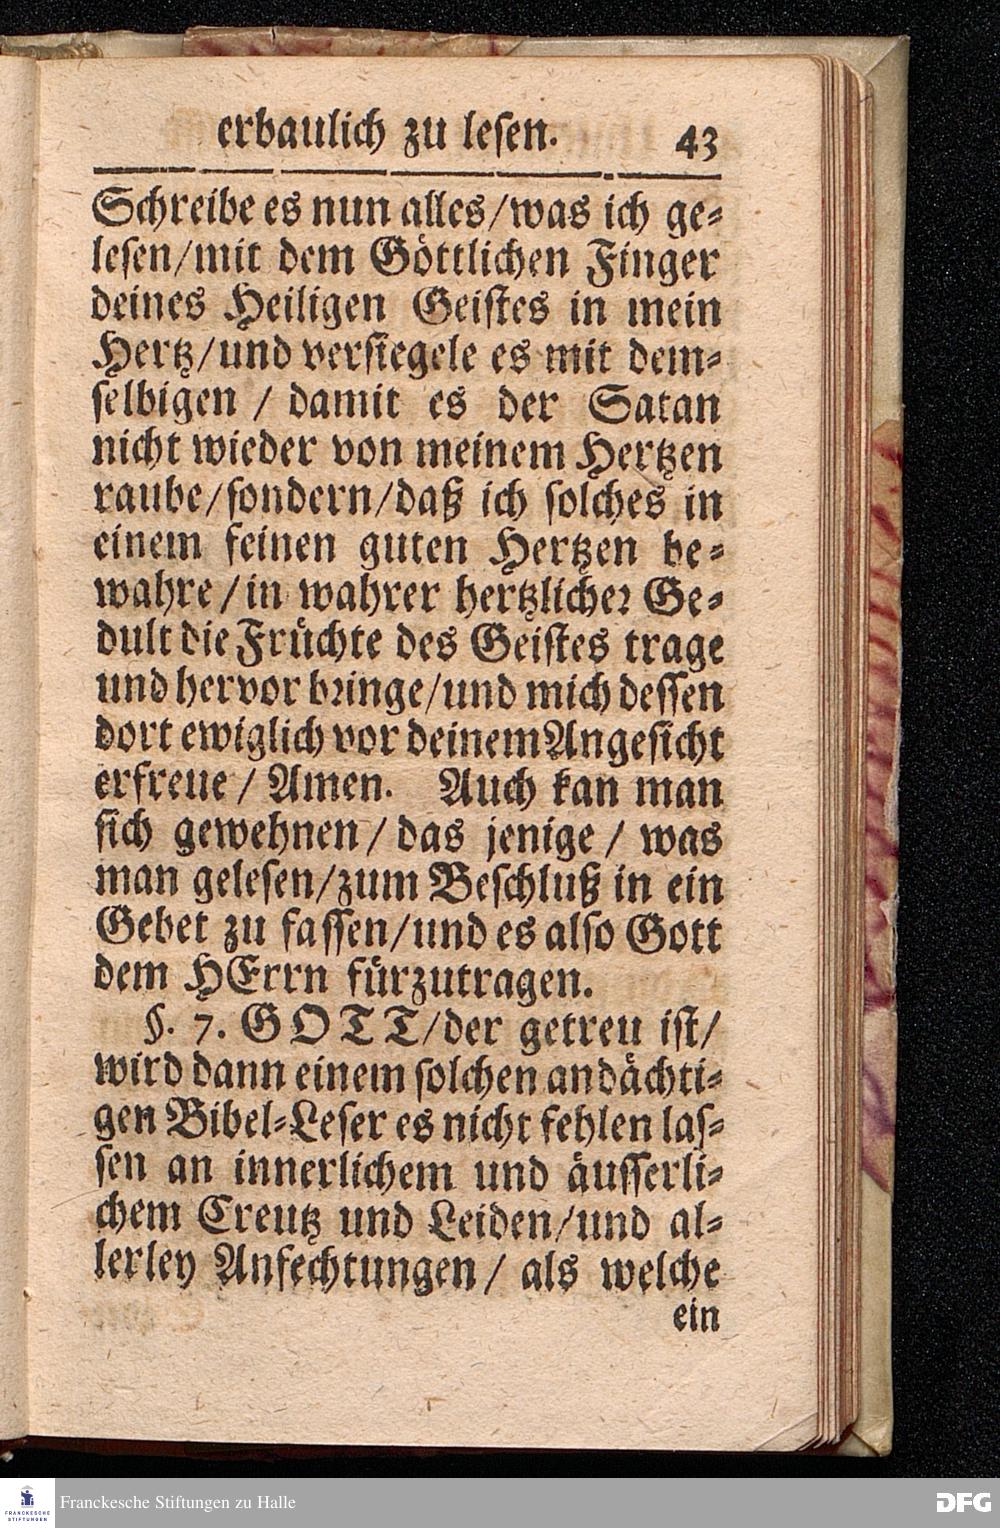 erbaulich zu lesen. 43
Schreibe es nun alles/was ich ge-
lesen/mit dem Göttlichen Finger
deines Heiligen Geistes in mein
Hertz/und versiegele es mit dem-
selbigen / damit es der Satan
nicht wieder von meinem Hertzen
raube/sondern/daß ich solches in
einem feinen guten Hertzen be-
wahre/in wahrer hertzlicher Ge-
dult die Früchte des Geistes trage
und hervor bringe/und mich dessen
dort ewiglich vor deinem Angesicht
erfreue / Amen. Auch kan man
sich gewehnen / das jenige / was
man gelesen/zum Beschluß in ein
Gebet zu fassen/und es also Gott
dem HErrn fürzutragen.
§. 7. GOTT/der getreu ist/
wird dann einem solchen andächti-
gen Bibel-Leser es nicht fehlen las-
sen an innerlichem und äusserli-
chem Creutz und Leiden/und al-
lerley Anfechtungen / als welche
ein
FRANCKESCHE
STIFTUNGEN
Franckesche Stiftungen zu Halle
DFG